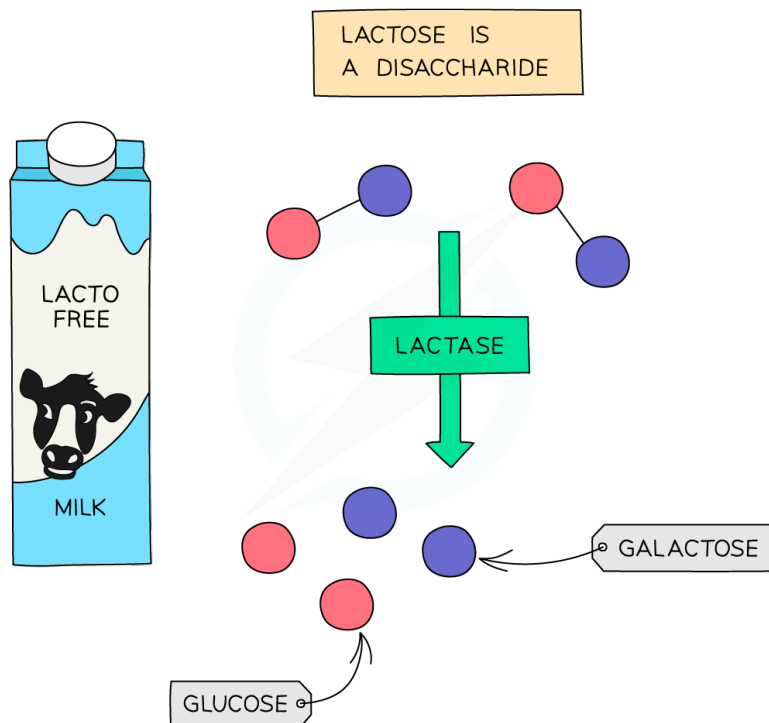 LACTOSE IS
A DISACCHARIDE
LACTO
FREE
MILK
LACTASE
GALACTOSE
GLUCOSE